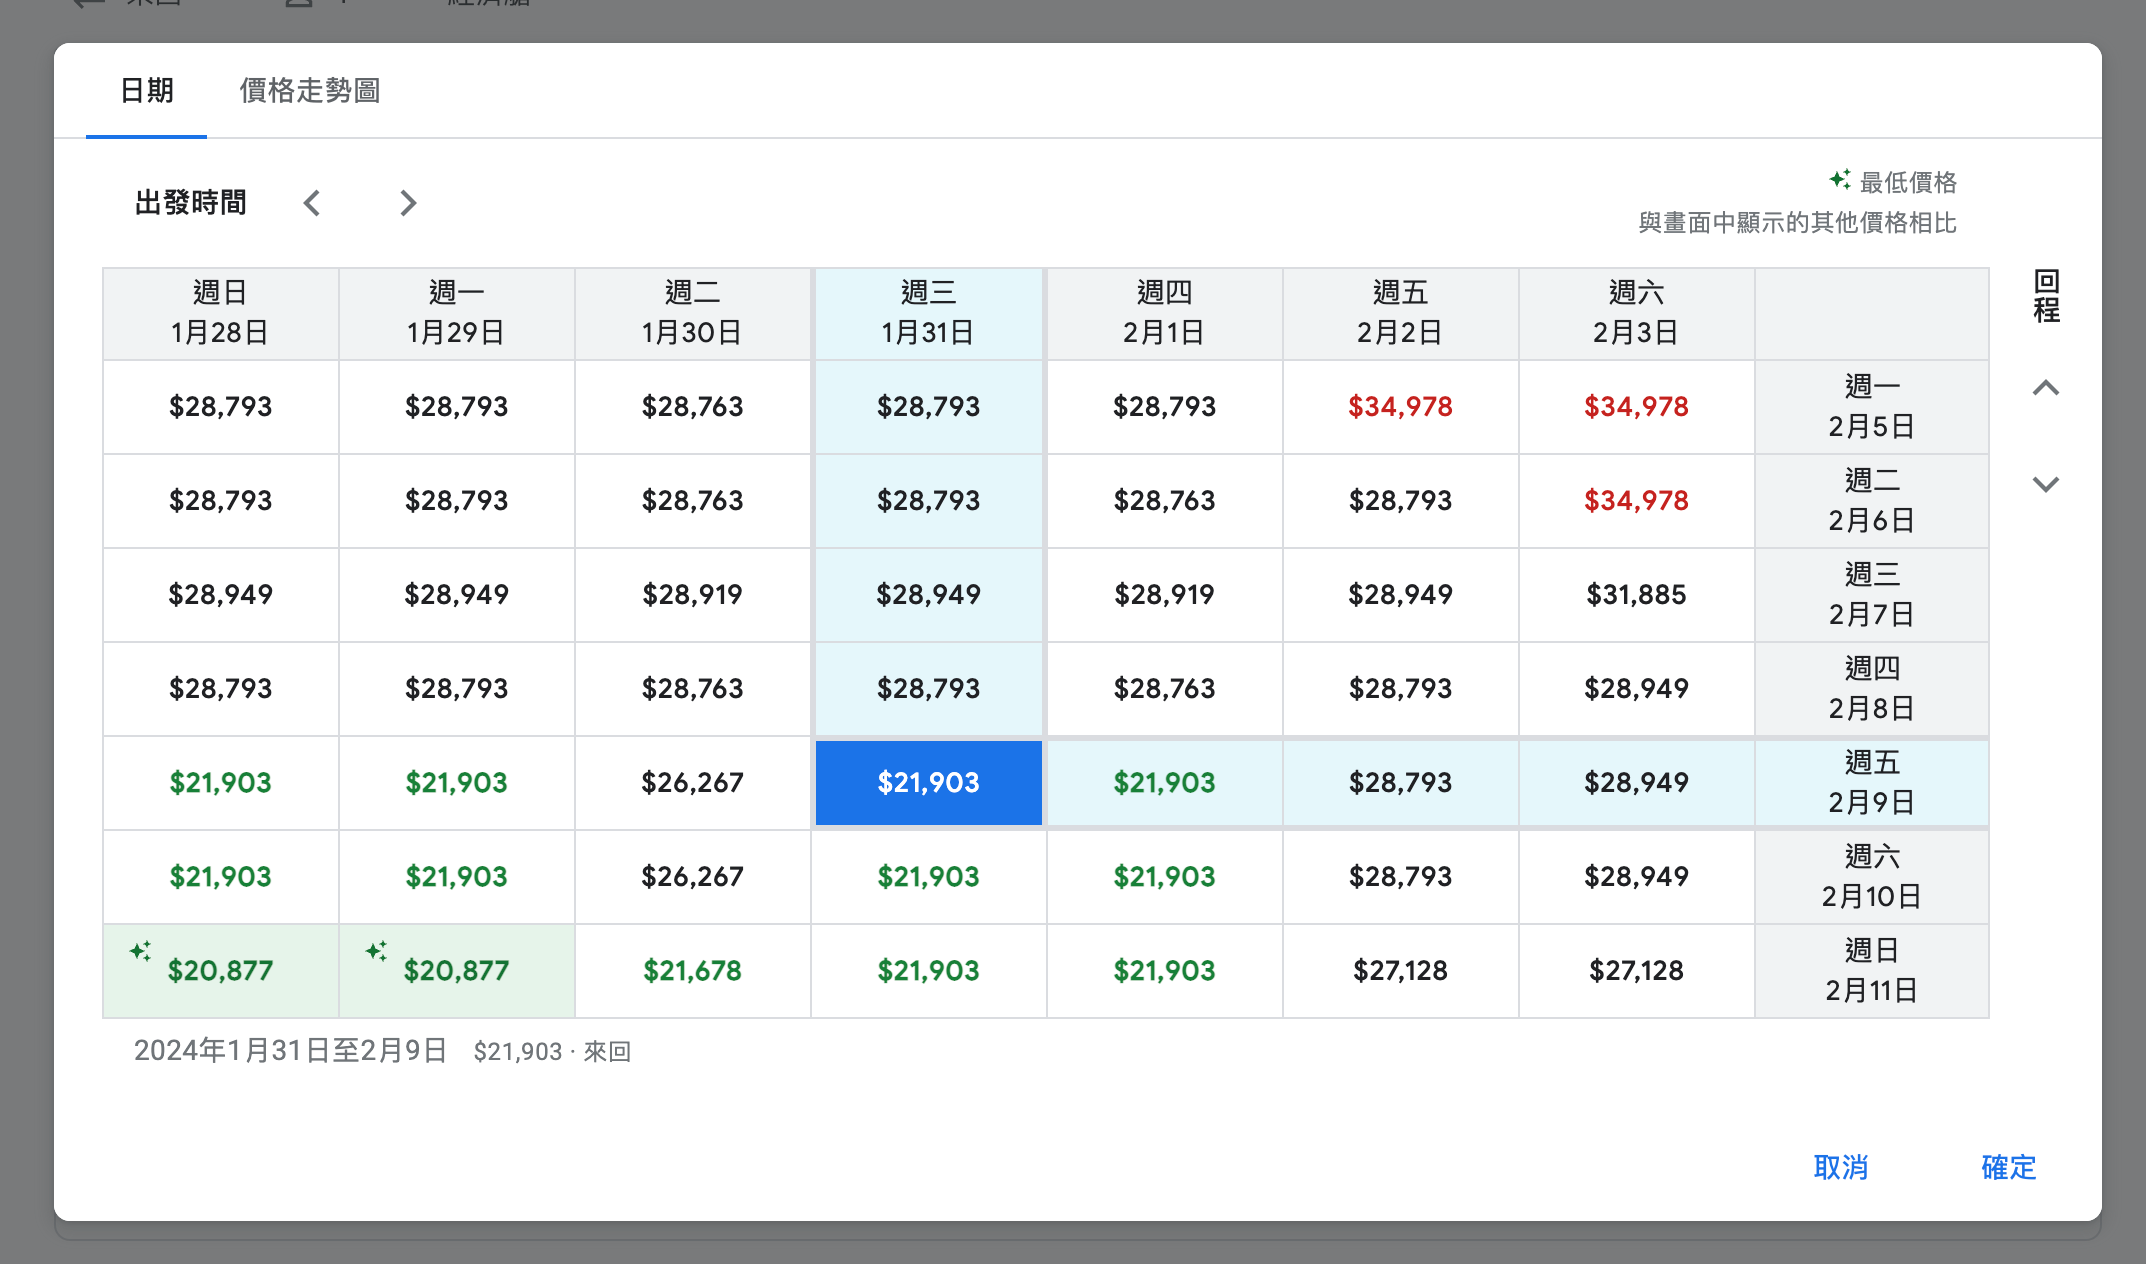 日期
價格走勢圖
出發時間
最低價格
與畫面中顯示的其他價格相比
回程
週日 週一 週二 週三 週四 週五 週六
1月28日 1月29日 1月30日 1月31日 2月1日 2月2日 2月3日
$28,793 $28,793 $28,763 $28,793 $28,793 $34,978 $34,978 週一 2月5日
$28,793 $28,793 $28,763 $28,793 $28,763 $28,793 $34,978 週二 2月6日
$28,949 $28,949 $28,919 $28,949 $28,919 $28,949 $31,885 週三 2月7日
$28,793 $28,793 $28,763 $28,793 $28,763 $28,793 $28,949 週四 2月8日
$21,903 $21,903 $26,267 $21,903 $21,903 $28,793 $28,949 週五 2月9日
$21,903 $21,903 $26,267 $21,903 $21,903 $28,793 $28,949 週六 2月10日
$20,877 $20,877 $21,678 $21,903 $21,903 $27,128 $27,128 週日 2月11日
2024年1月31日至2月9日 $21,903 · 來回
取消
確定